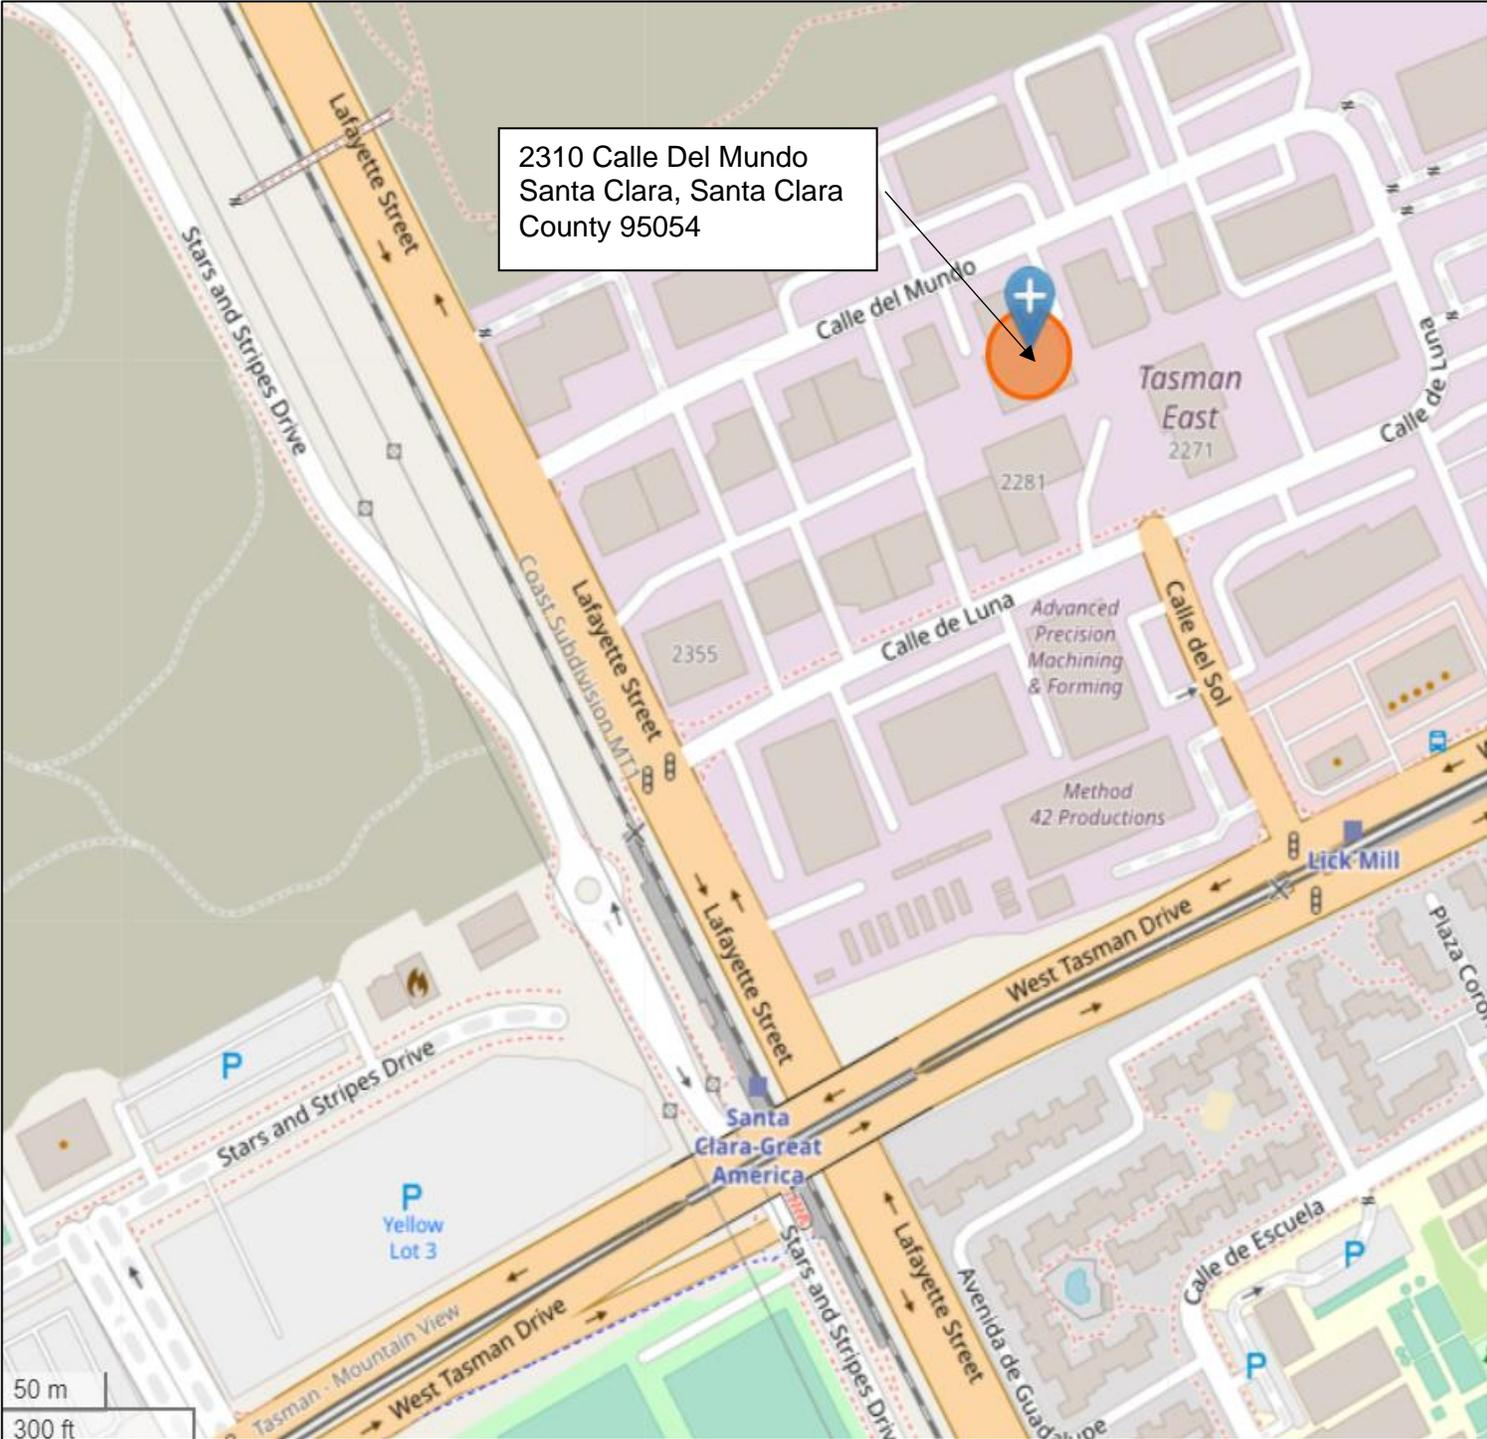 2310 Calle Del Mundo
Santa Clara, Santa Clara
County 95054
Lafayette Street
Stars and Stripes Drive
Calle del Mundo
Tasman
East
2271
Calle de Luna
2281
Coast Subdivision MT1
Lafayette Street
2355
Calle de Luna
Advanced
Precision
Machining
& Forming
Calle del Sol
Method
42 Productions
Lick Mill
Lafayette Street
West Tasman Drive
Stars and Stripes Drive
P
Santa
Clara-Great
America
P
Yellow
Lot 3
Calle de Escuela
P
Stars and Stripes Driv
Lafayette Street
Avenida de Guadalupe
P
Tasman - Mountain View
West Tasman Drive
50 m
300 ft